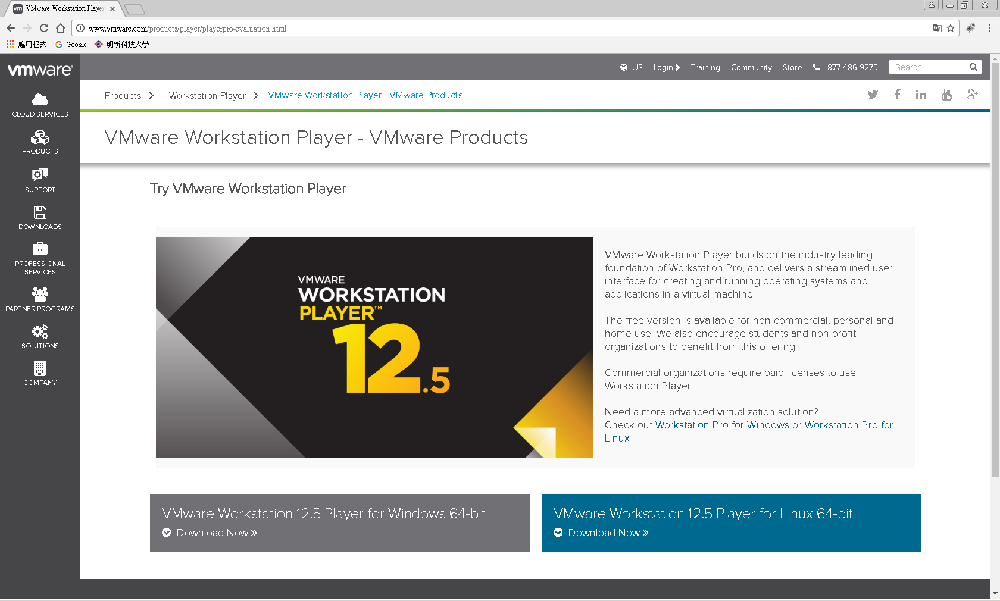 vm VMware Workstation Player
www.vmware.com/products/player/playerpro-evaluation.html
應用程式 Google 明新科技大學
vmware®
US Login Training Community Store 1-877-486-9273 Search
Products Workstation Player VMware Workstation Player - VMware Products
You Tube
g+
CLOUD SERVICES
PRODUCTS
SUPPORT
DOWNLOADS
PROFESSIONAL
SERVICES
PARTNER PROGRAMS
SOLUTIONS
COMPANY
VMware Workstation Player - VMware Products
Try VMware Workstation Player
VMWARE
WORKSTATION
PLAYER™
12.5
VMware Workstation Player builds on the industry leading
foundation of Workstation Pro, and delivers a streamlined user
interface for creating and running operating systems and
applications in a virtual machine.
The free version is available for non-commercial, personal and
home use. We also encourage students and non-profit
organizations to benefit from this offering.
Commercial organizations require paid licenses to use
Workstation Player.
Need a more advanced virtualization solution?
Check out Workstation Pro for Windows or Workstation Pro for
Linux
VMware Workstation 12.5 Player for Windows 64-bit
Download Now »
VMware Workstation 12.5 Player for Linux 64-bit
Download Now »